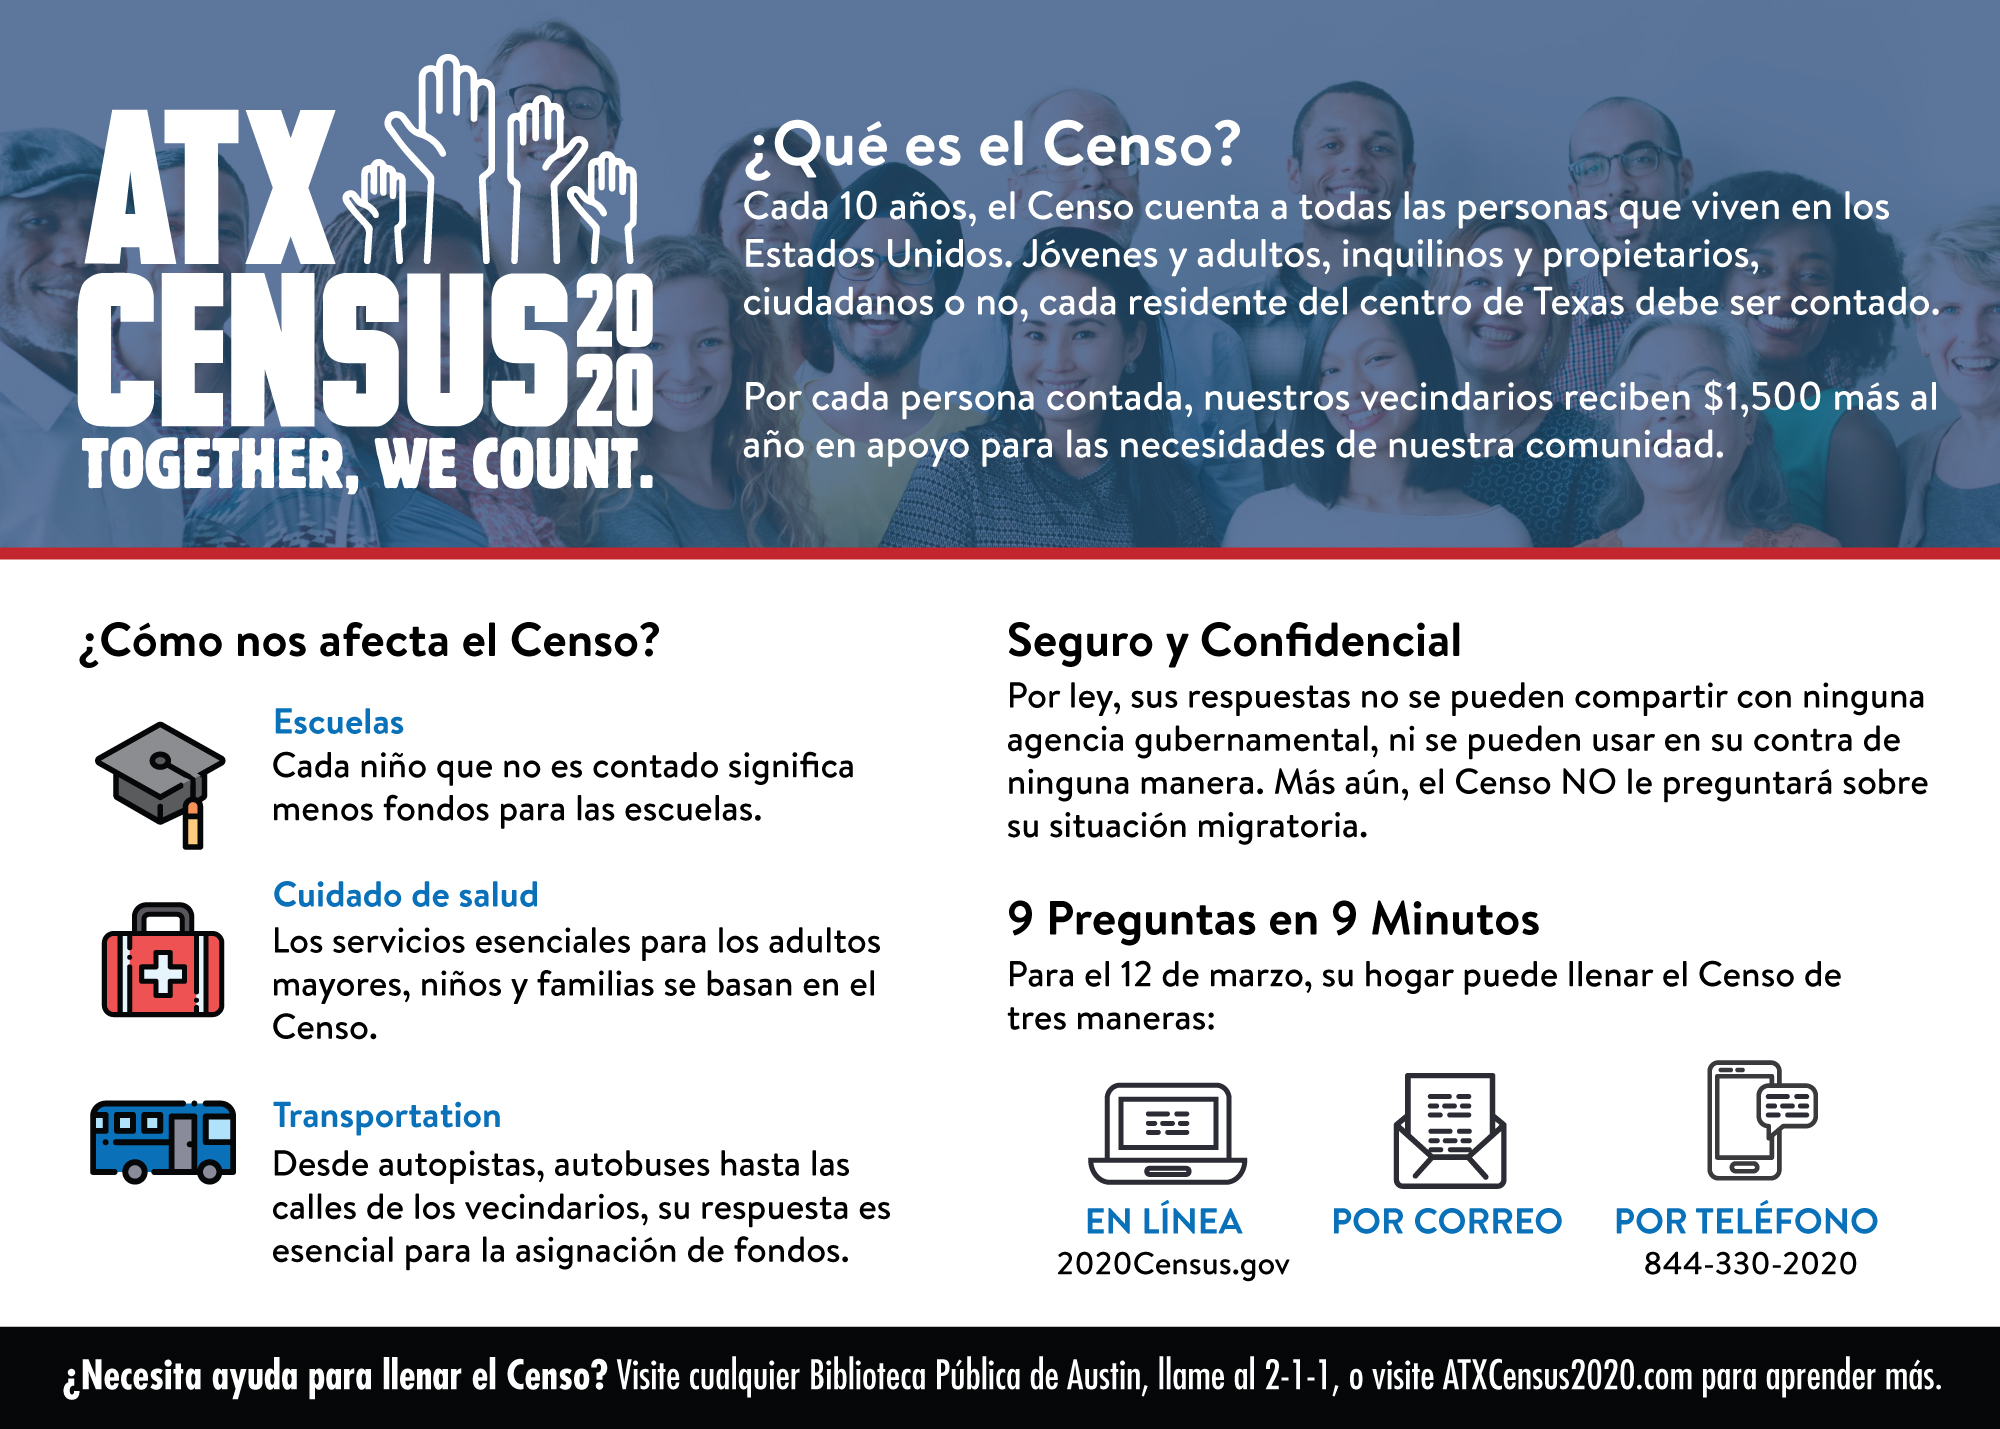 ATX
CENSUS 2020
TOGETHER, WE COUNT.
¿Qué es el Censo?
Cada 10 años, el Censo cuenta a todas las personas que viven en los
Estados Unidos. Jóvenes y adultos, inquilinos y propietarios,
ciudadanos o no, cada residente del centro de Texas debe ser contado.
Por cada persona contada, nuestros vecindarios reciben $1,500 más al
año en apoyo para las necesidades de nuestra comunidad.
¿Cómo nos afecta el Censo?
Escuelas
Cada niño que no es contado significa
menos fondos para las escuelas.
Cuidado de salud
Los servicios esenciales para los adultos
mayores, niños y familias se basan en el
Censo.
Transportation
Desde autopistas, autobuses hasta las
calles de los vecindarios, su respuesta es
esencial para la asignación de fondos.
Seguro y Confidencial
Por ley, sus respuestas no se pueden compartir con ninguna
agencia gubernamental, ni se pueden usar en su contra de
ninguna manera. Más aún, el Censo NO le preguntará sobre
su situación migratoria.
9 Preguntas en 9 Minutos
Para el 12 de marzo, su hogar puede llenar el Censo de
tres maneras:
EN LÍNEA
2020Census.gov
POR CORREO
POR TELÉFONO
844-330-2020
¿Necesita ayuda para llenar el Censo? Visite cualquier Biblioteca Pública de Austin, llame al 2-1-1, o visite ATXCensus2020.com para aprender más.